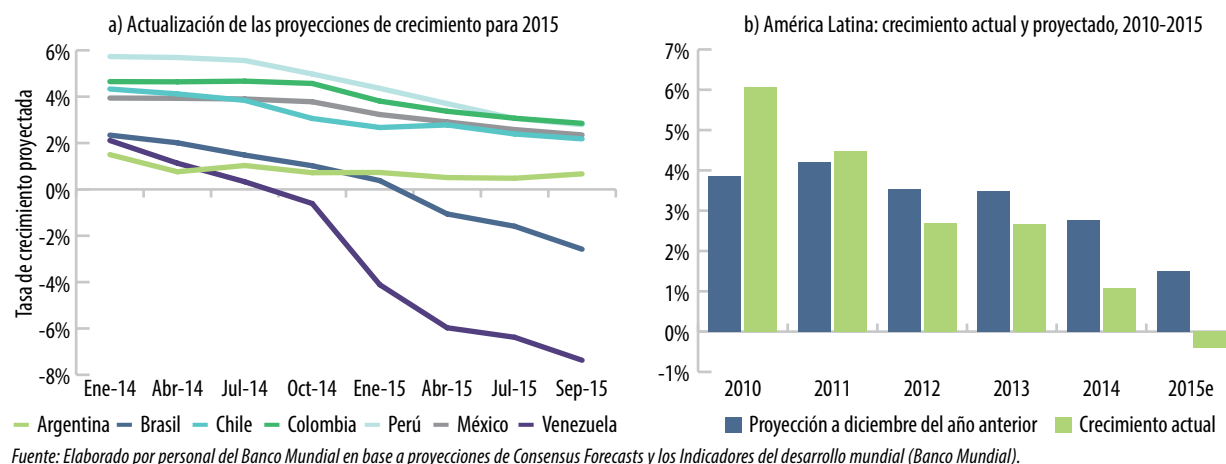 a) Actualización de las proyecciones de crecimiento para 2015
Tasa de crecimiento proyectada
6%
4%
2%
0%
-2%
-4%
-6%
-8%
Ene-14 Abr-14 Jul-14 Oct-14 Ene-15 Abr-15 Jul-15 Sep-15
Argentina Brasil Chile Colombia Perú México Venezuela
b) América Latina: crecimiento actual y proyectado, 2010-2015
7%
6%
5%
4%
3%
2%
1%
0%
-1%
2010 2011 2012 2013 2014 2015e
Proyección a diciembre del año anterior Crecimiento actual
Fuente: Elaborado por personal del Banco Mundial en base a proyecciones de Consensus Forecasts y los Indicadores del desarrollo mundial (Banco Mundial).